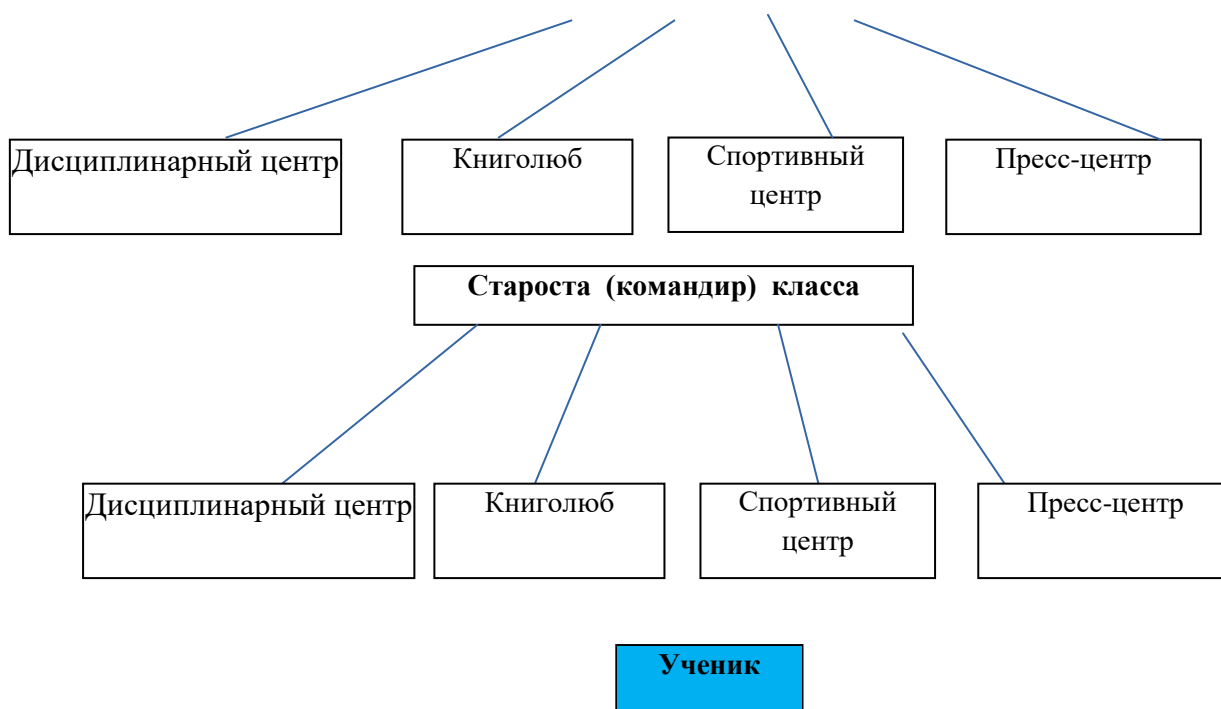 Дисциплинарный центр
Книголюб
Спортивный
центр
Пресс-центр
Староста (командир) класса
Дисциплинарный центр
Книголюб
Спортивный
центр
Пресс-центр
Ученик